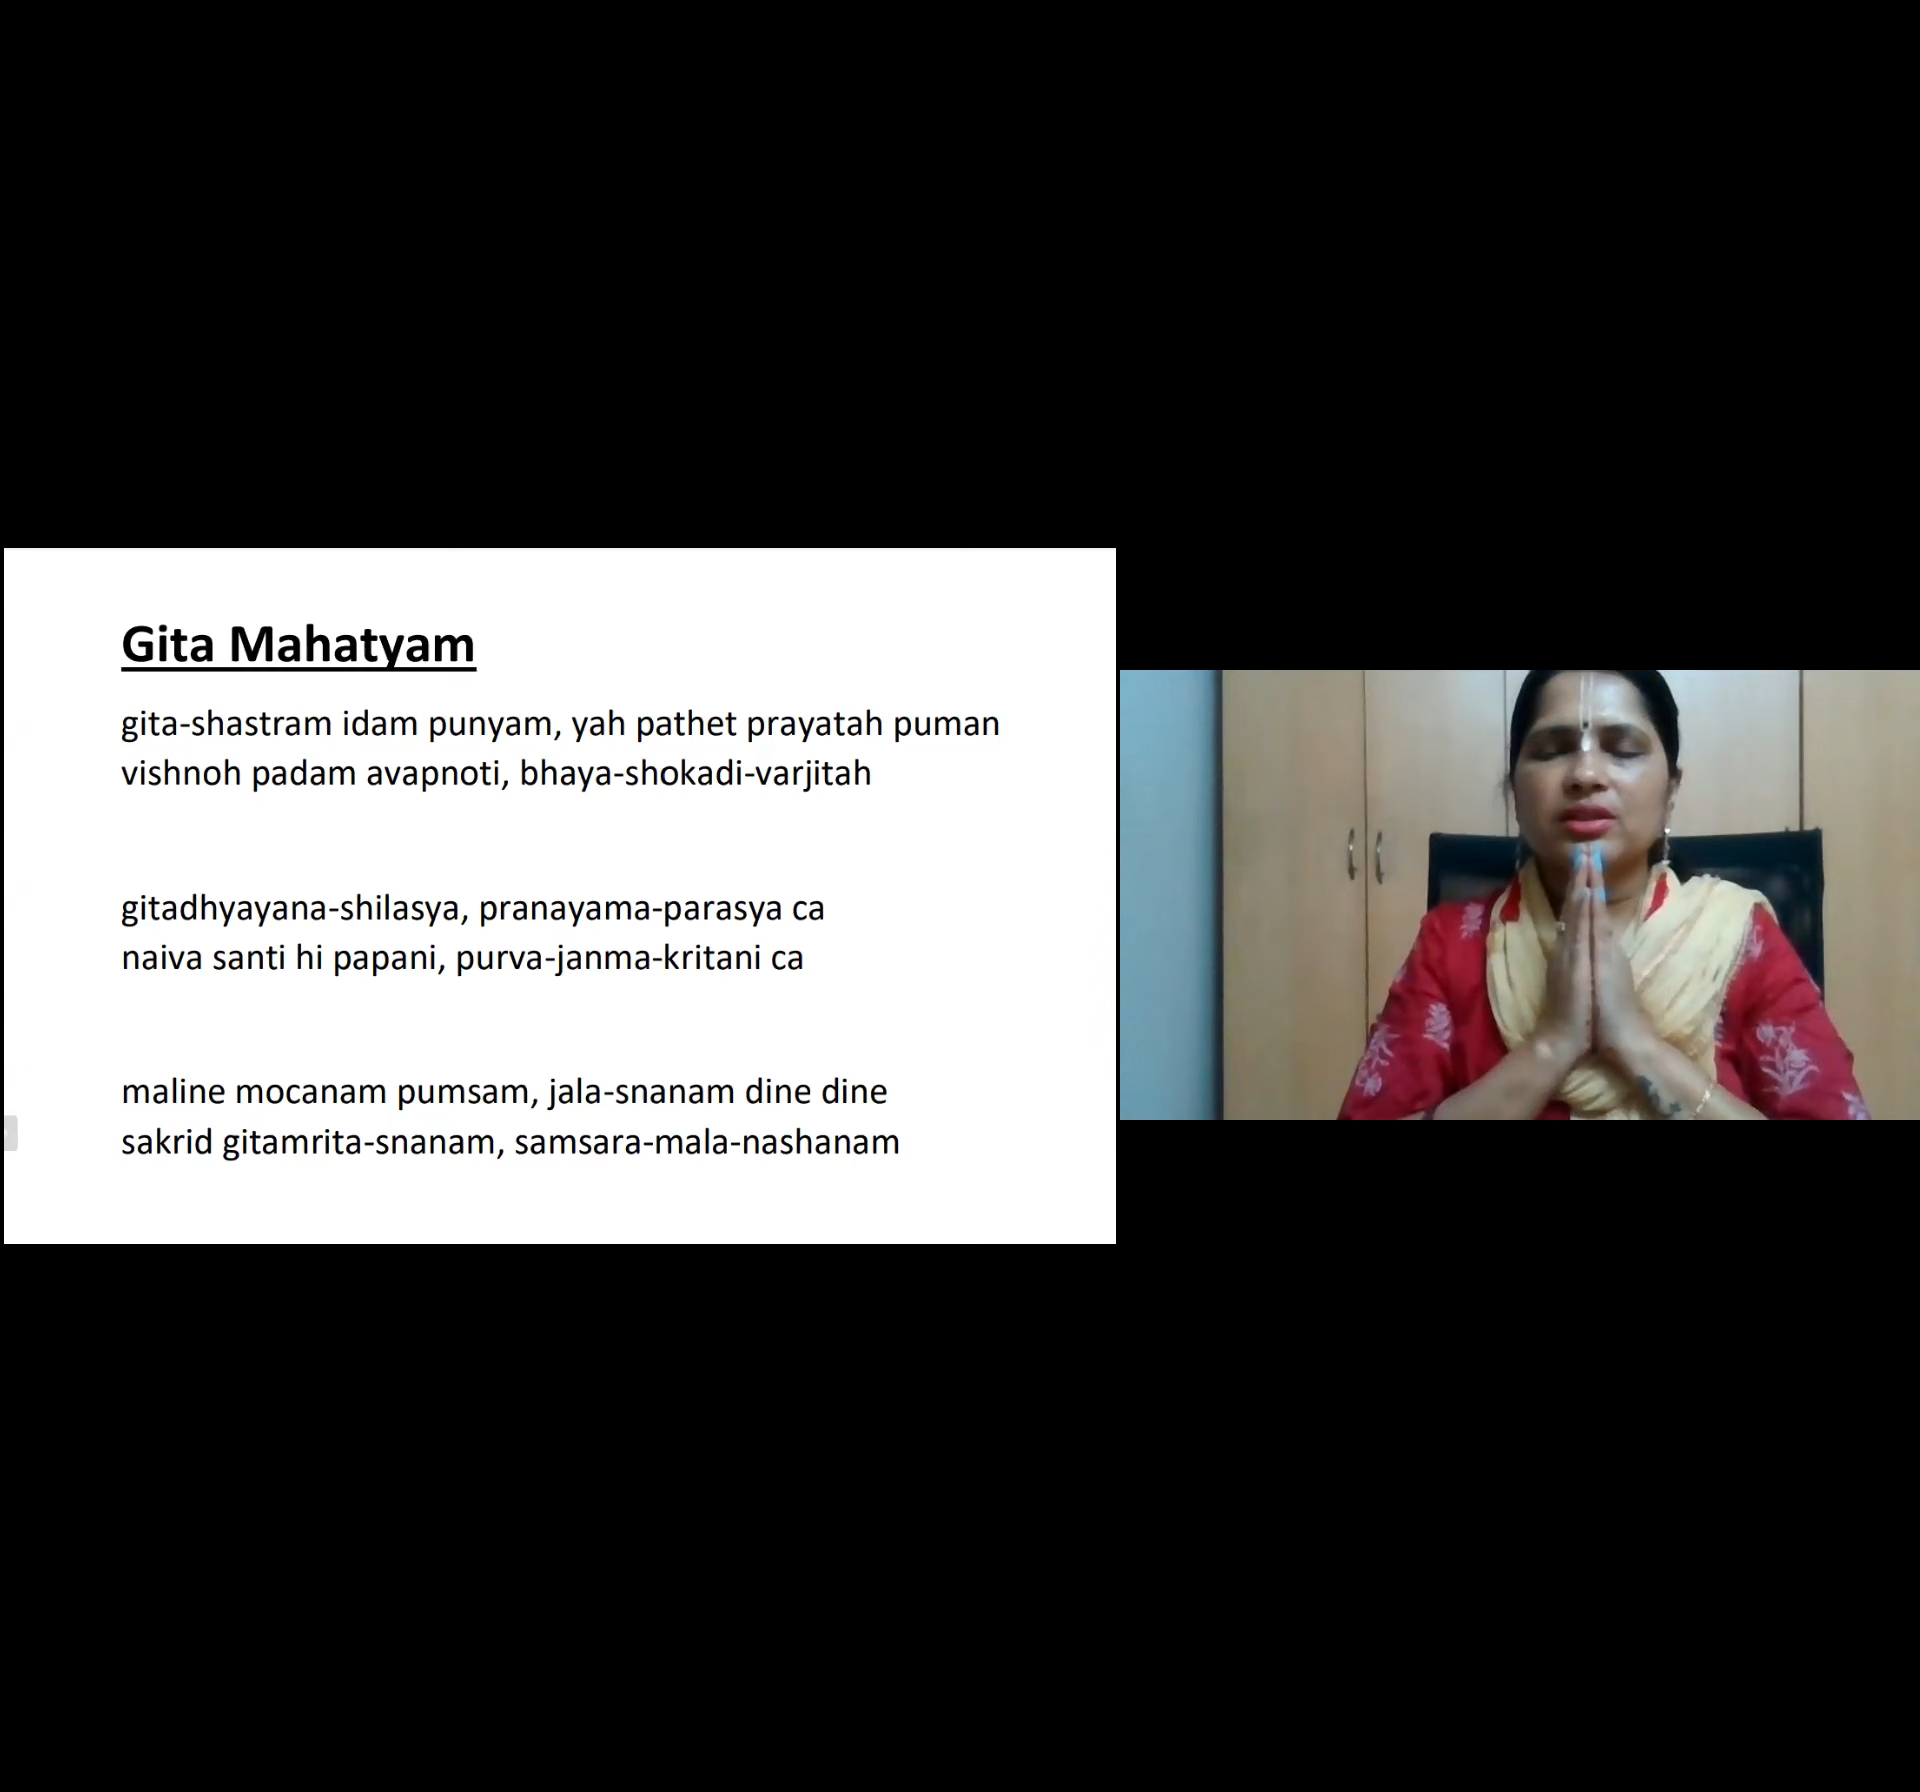 Gita Mahatyam
gita-shastram idam punyam, yah pathet prayatah puman
vishnoh padam avapnoti, bhaya-shokadi-varjitah
gitadhyayana-shilasya, pranayama-parasya ca
naiva santi hi papani, purva-janma-kritani ca
maline mocanam pumsam, jala-snanam dine dine
sakrid gitamrita-snanam, samsara-mala-nashanam